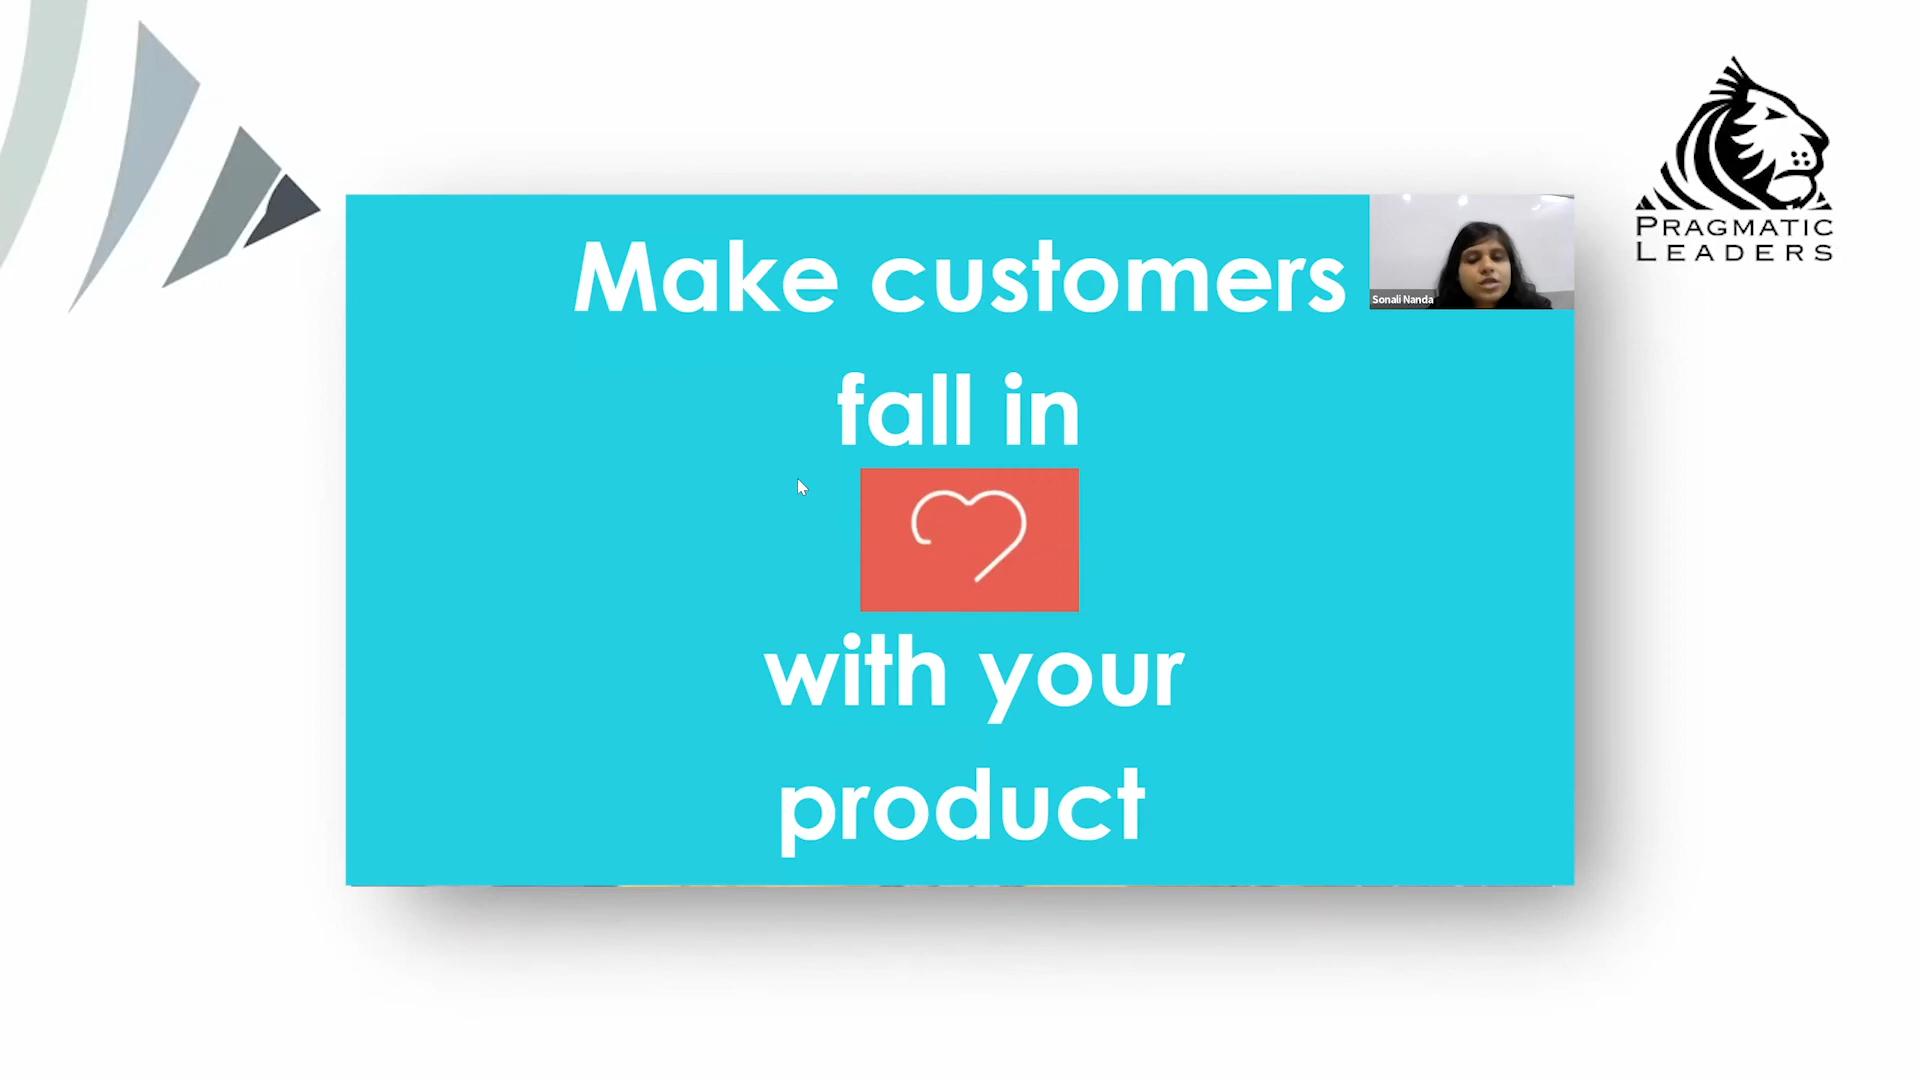 Make customers
fall in
with your
product
Sonali Nanda
PRAGMATIC
LEADERS